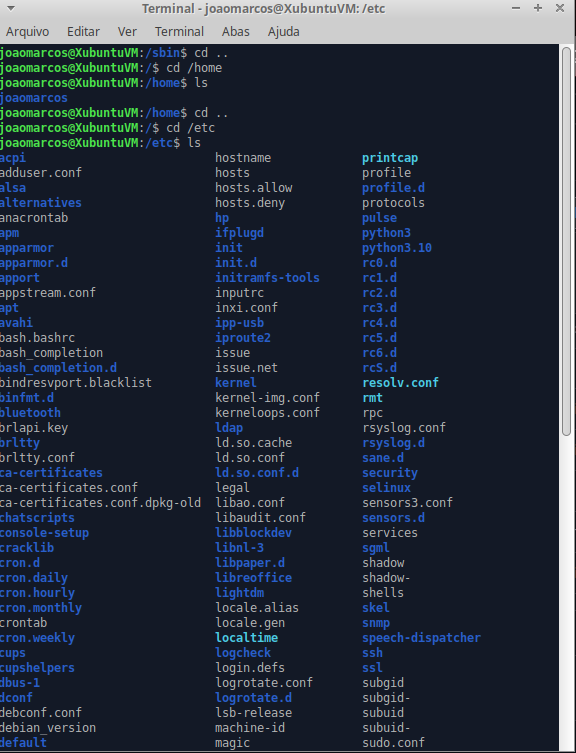 Terminal - joaomarcos@XubuntuVM: /etc
Arquivo Editar Ver Terminal Abas Ajuda
joaomarcos@XubuntuVM:/sbin$ cd ..
joaomarcos@XubuntuVM:/$ cd /home
joaomarcos@XubuntuVM:/home$ ls
joaomarcos
joaomarcos@XubuntuVM:/home$ cd ..
joaomarcos@XubuntuVM:/$ cd /etc
joaomarcos@XubuntuVM:/etc$ ls
acpi hostname printcap
adduser.conf hosts profile
alsa hosts.allow profile.d
alternatives hosts.deny protocols
anacrontab hp pulse
apm ifplugd python3
apparmor init python3.10
apparmor.d init.d rc0.d
apport initramfs-tools rc1.d
appstream.conf inputrc rc2.d
apt inxi.conf rc3.d
avahi ipp-usb rc4.d
bash.bashrc iproute2 rc5.d
bash_completion issue rc6.d
bash_completion.d issue.net rcS.d
bindresvport.blacklist kernel resolv.conf
binfmt.d kernel-img.conf rmt
bluetooth kerneloops.conf rpc
brlapi.key ldap rsyslog.conf
brltty ld.so.cache rsyslog.d
brltty.conf ld.so.conf sane.d
ca-certificates ld.so.conf.d security
ca-certificates.conf legal selinux
ca-certificates.conf.dpkg-old libao.conf sensors3.conf
chatscripts libaudit.conf sensors.d
console-setup libblockdev services
cracklib libnl-3 sgml
cron.d libpaper.d shadow
cron.daily libreoffice shadow-
cron.hourly lightdm shells
cron.monthly locale.alias skel
crontab locale.gen snmp
cron.weekly localtime speech-dispatcher
cups logcheck ssh
cupshelpers login.defs ssl
dbus-1 logrotate.conf subgid
dconf logrotate.d subgid-
debconf.conf lsb-release subuid
debian_version machine-id subuid-
default magic sudo.conf